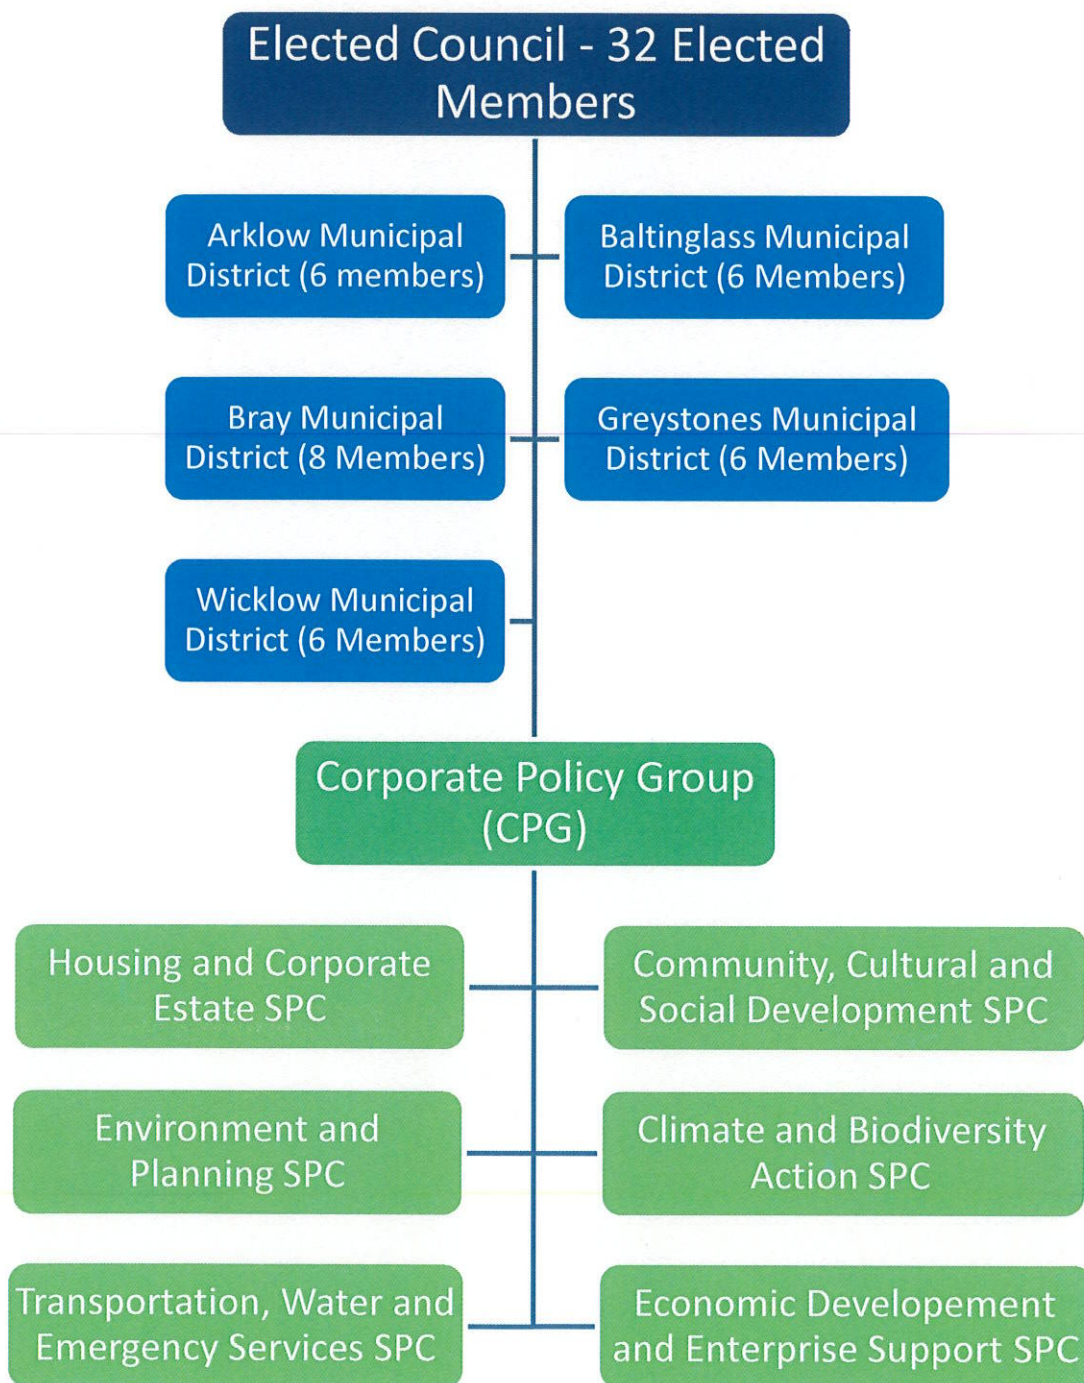 Elected Council - 32 Elected
Members
Arklow Municipal
District (6 members)
Baltinglass Municipal
District (6 Members)
Bray Municipal
District (8 Members)
Greystones Municipal
District (6 Members)
Wicklow Municipal
District (6 Members)
Corporate Policy Group
(CPG)
Housing and Corporate
Estate SPC
Community, Cultural and
Social Development SPC
Environment and
Planning SPC
Climate and Biodiversity
Action SPC
Transportation, Water and
Emergency Services SPC
Economic Developement
and Enterprise Support SPC